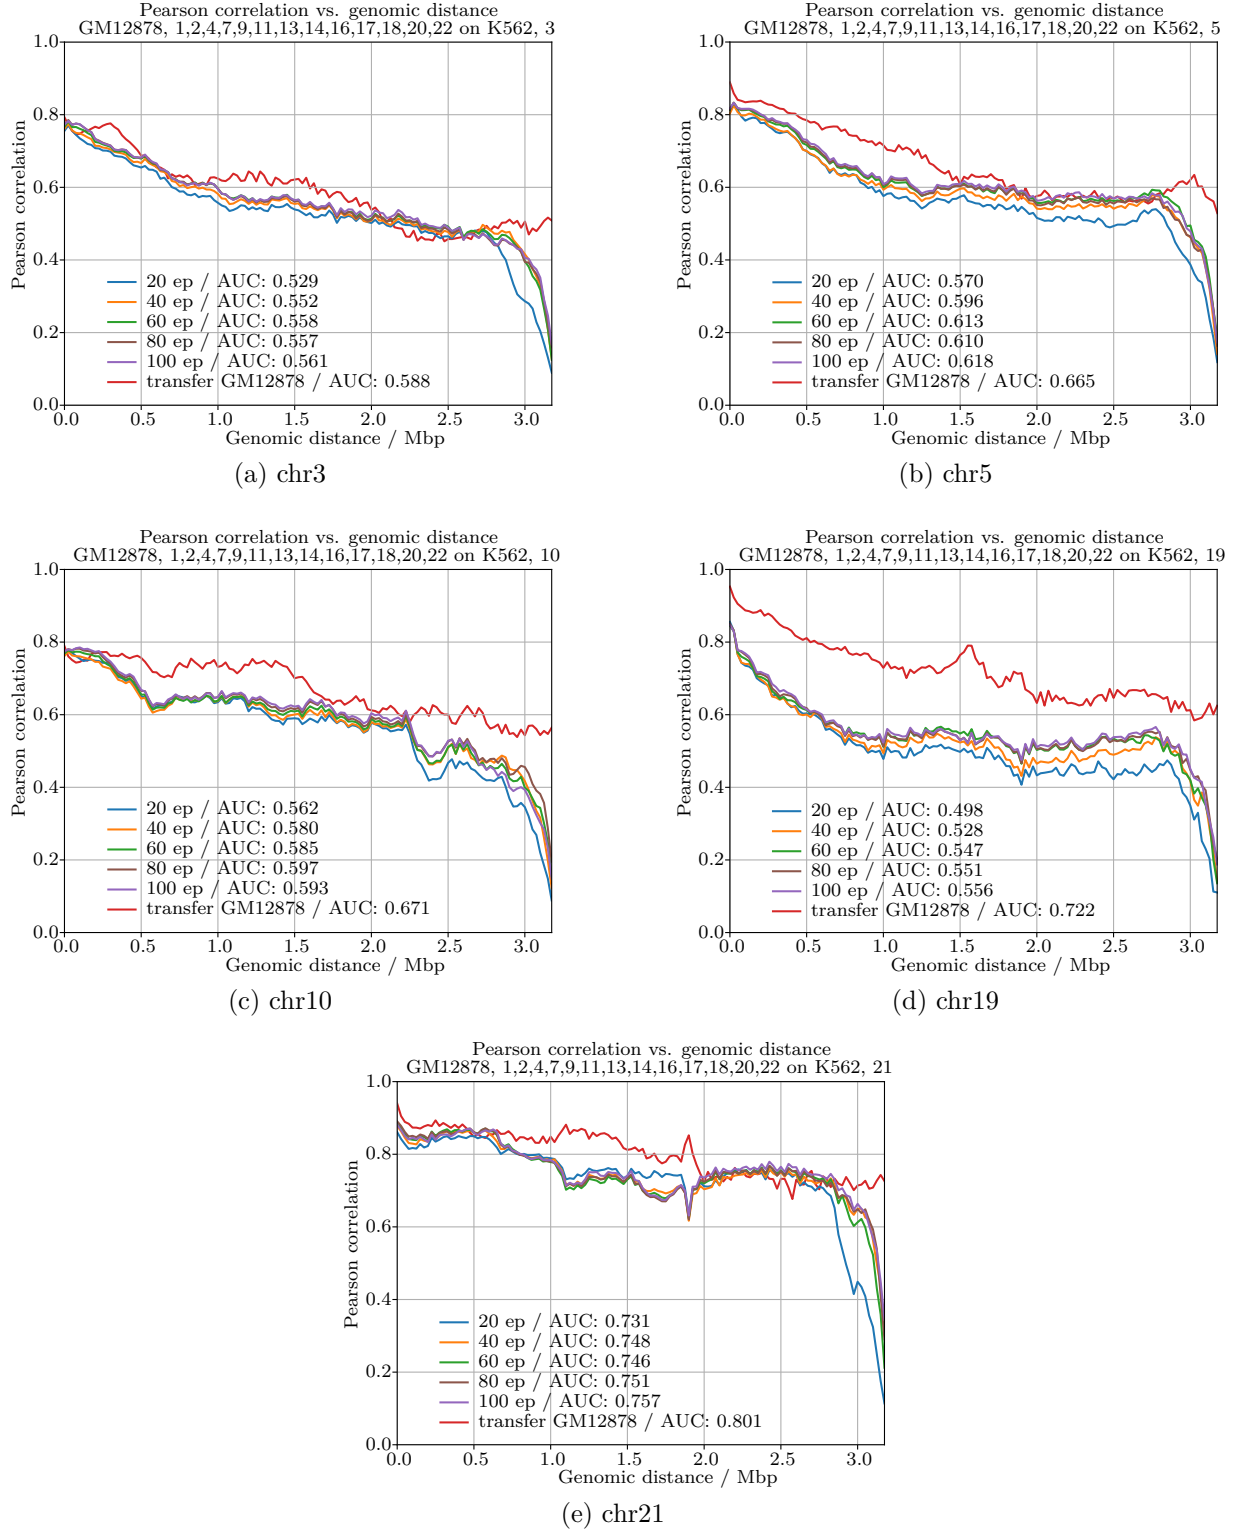 Pearson correlation vs. genomic distance
GM12878, 1,2,4,7,9,11,13,14,16,17,18,20,22 on K562, 3
1.0
0.8
0.6
0.4
0.2
0.0
Pearson correlation
20 ep / AUC: 0.529
40 ep / AUC: 0.552
60 ep / AUC: 0.558
80 ep / AUC: 0.557
100 ep / AUC: 0.561
transfer GM12878 / AUC: 0.588
0.0 0.5 1.0 1.5 2.0 2.5 3.0
Genomic distance / Mbp
(a) chr3
Pearson correlation vs. genomic distance
GM12878, 1,2,4,7,9,11,13,14,16,17,18,20,22 on K562, 5
1.0
0.8
0.6
0.4
0.2
0.0
Pearson correlation
20 ep / AUC: 0.570
40 ep / AUC: 0.596
60 ep / AUC: 0.613
80 ep / AUC: 0.610
100 ep / AUC: 0.618
transfer GM12878 / AUC: 0.665
0.0 0.5 1.0 1.5 2.0 2.5 3.0
Genomic distance / Mbp
(b) chr5
Pearson correlation vs. genomic distance
GM12878, 1,2,4,7,9,11,13,14,16,17,18,20,22 on K562, 10
1.0
0.8
0.6
0.4
0.2
0.0
Pearson correlation
20 ep / AUC: 0.562
40 ep / AUC: 0.580
60 ep / AUC: 0.585
80 ep / AUC: 0.597
100 ep / AUC: 0.593
transfer GM12878 / AUC: 0.671
0.0 0.5 1.0 1.5 2.0 2.5 3.0
Genomic distance / Mbp
(c) chr10
Pearson correlation vs. genomic distance
GM12878, 1,2,4,7,9,11,13,14,16,17,18,20,22 on K562, 19
1.0
0.8
0.6
0.4
0.2
0.0
Pearson correlation
20 ep / AUC: 0.498
40 ep / AUC: 0.528
60 ep / AUC: 0.547
80 ep / AUC: 0.551
100 ep / AUC: 0.556
transfer GM12878 / AUC: 0.722
0.0 0.5 1.0 1.5 2.0 2.5 3.0
Genomic distance / Mbp
(d) chr19
Pearson correlation vs. genomic distance
GM12878, 1,2,4,7,9,11,13,14,16,17,18,20,22 on K562, 21
1.0
0.8
0.6
0.4
0.2
0.0
Pearson correlation
20 ep / AUC: 0.731
40 ep / AUC: 0.748
60 ep / AUC: 0.746
80 ep / AUC: 0.751
100 ep / AUC: 0.757
transfer GM12878 / AUC: 0.801
0.0 0.5 1.0 1.5 2.0 2.5 3.0
Genomic distance / Mbp
(e) chr21